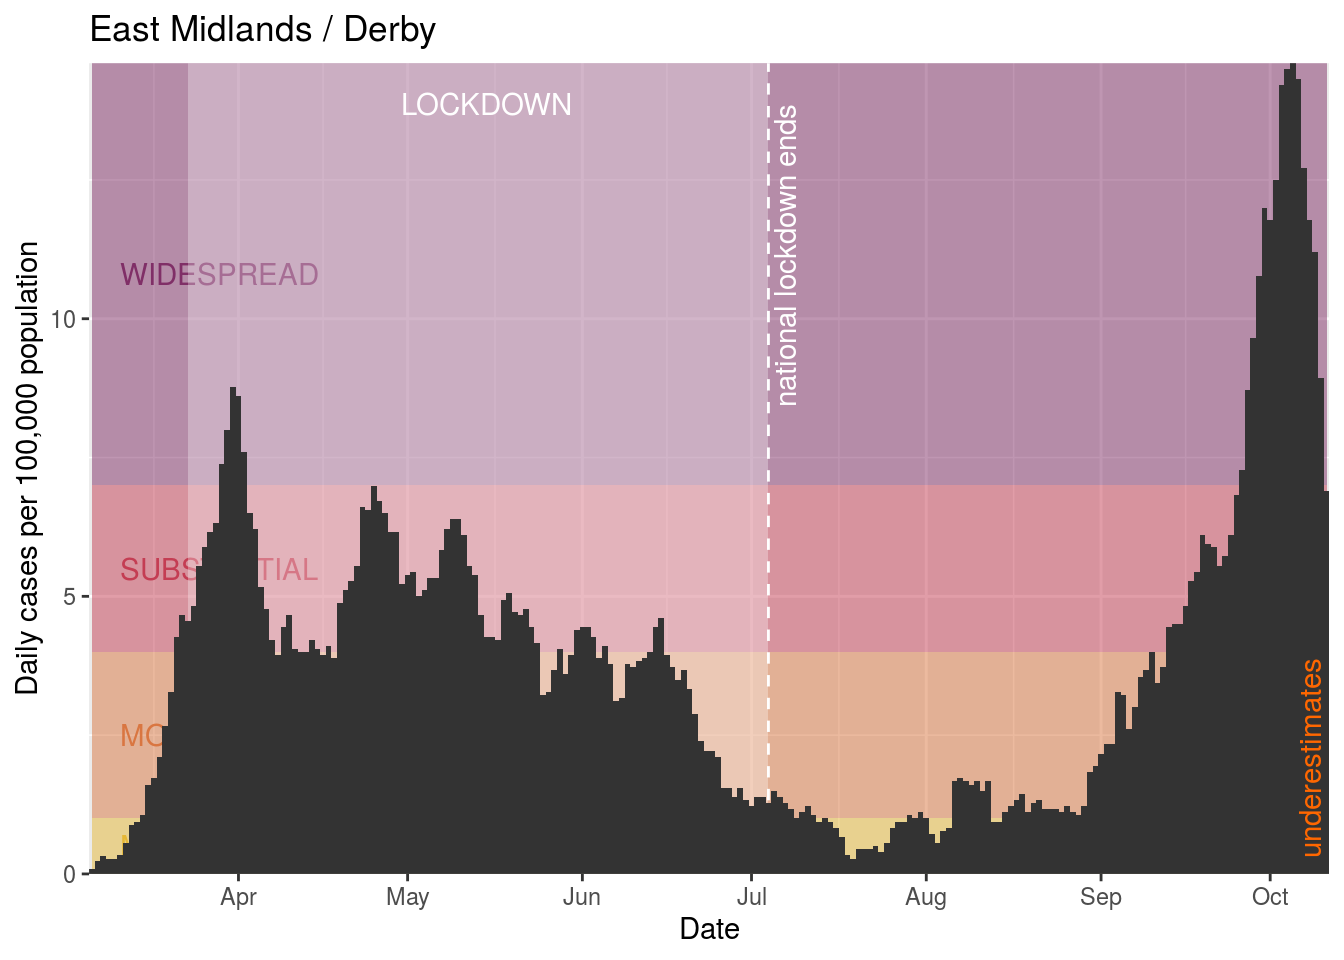 East Midlands / Derby
LOCKDOWN
national lockdown ends
WIDESPREAD
SUBS TIAL
MO
underestimates
Daily cases per 100,000 population
10
5
0
Apr
May
Jun
Jul
Aug
Sep
Oct
Date